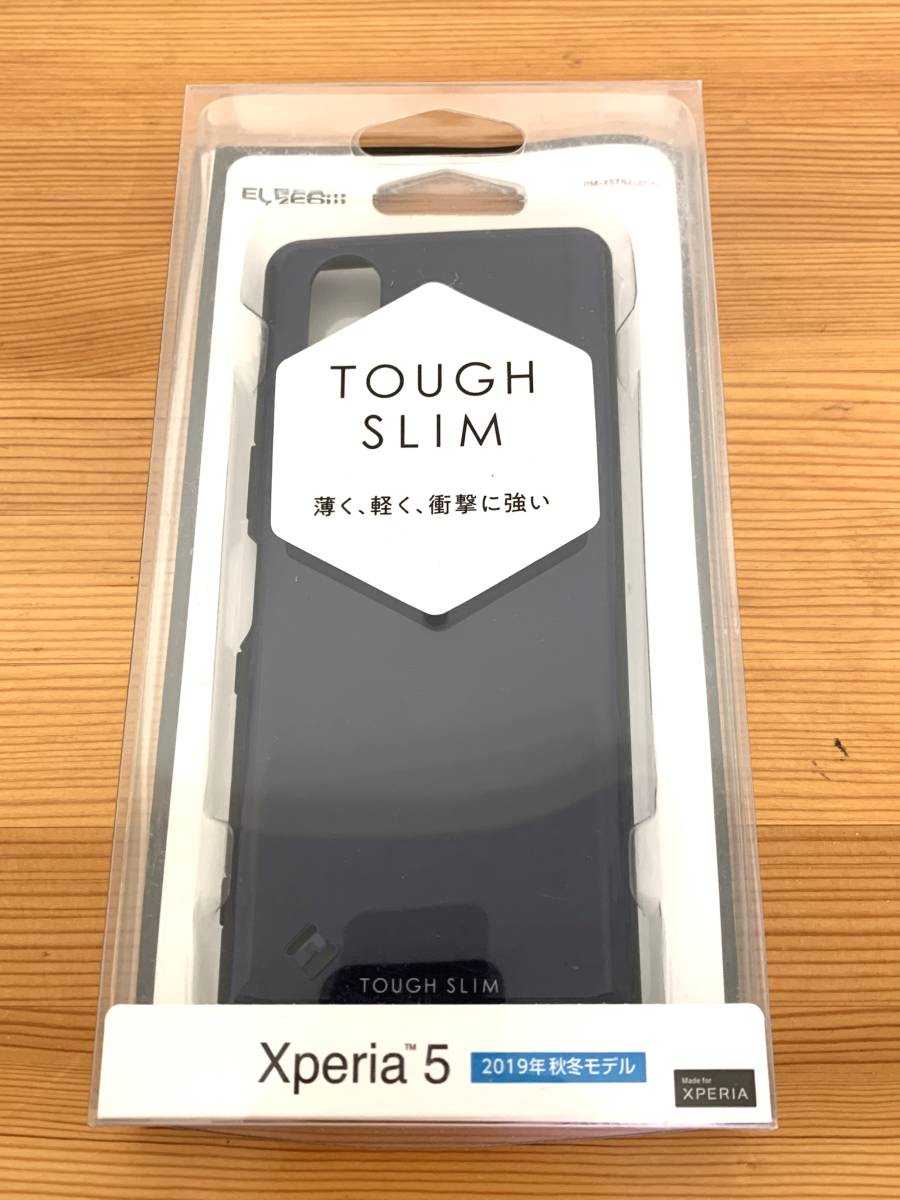 TOUGH
SLIM
薄く、軽く、衝撃に強い
TOUGH SLIM
Xperia™ 5
2019年 秋冬モデル
Made for
XPERIA